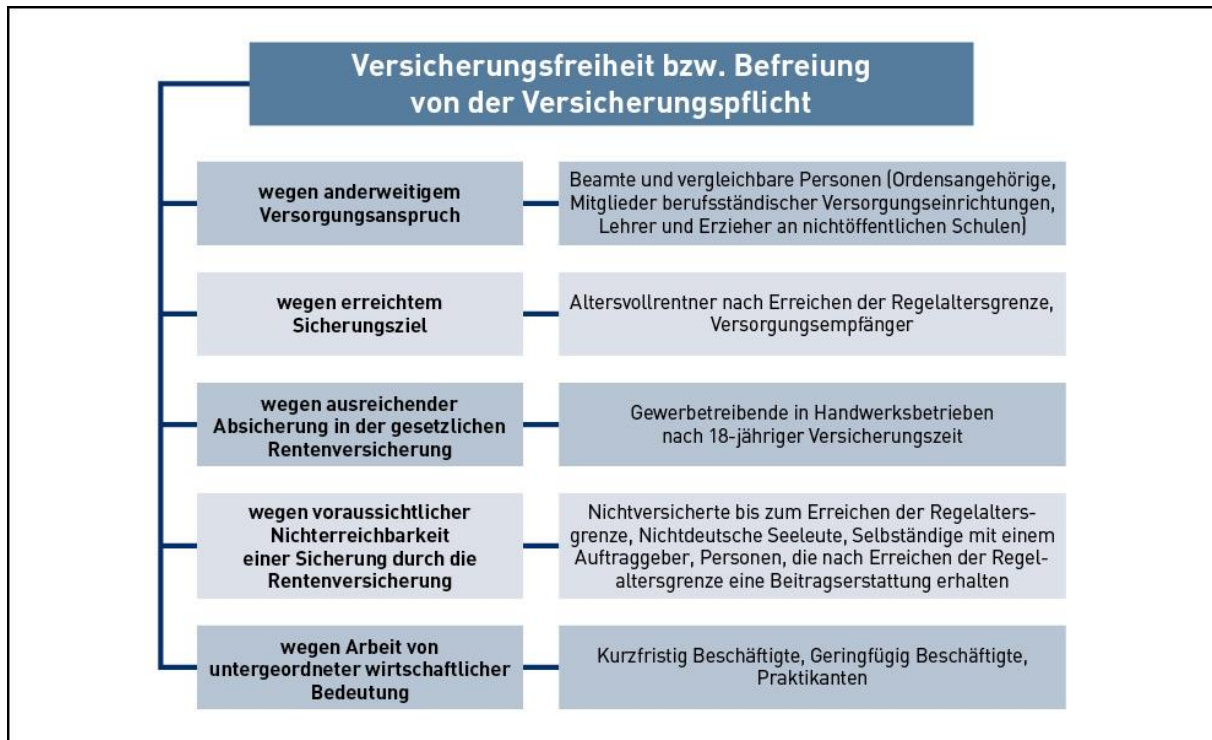 Versicherungsfreiheit bzw. Befreiung
von der Versicherungspflicht
wegen anderweitigem
Versorgungsanspruch
Beamte und vergleichbare Personen (Ordensangehörige,
Mitglieder berufsständischer Versorgungseinrichtungen,
Lehrer und Erzieher an nichtöffentlichen Schulen)
wegen erreichtem
Sicherungsziel
Altersvollrentner nach Erreichen der Regelaltersgrenze,
Versorgungsempfänger
wegen ausreichender
Absicherung in der gesetzlichen
Rentenversicherung
Gewerbetreibende in Handwerksbetrieben
nach 18-jähriger Versicherungszeit
wegen voraussichtlicher
Nichterreichbarkeit
einer Sicherung durch die
Rentenversicherung
Nichtversicherte bis zum Erreichen der Regelalters-
grenze, Nichtdeutsche Seeleute, Selbständige mit einem
Auftraggeber, Personen, die nach Erreichen der Regel-
altersgrenze eine Beitragserstattung erhalten
wegen Arbeit von
untergeordneter wirtschaftlicher
Bedeutung
Kurzfristig Beschäftigte, Geringfügig Beschäftigte,
Praktikanten